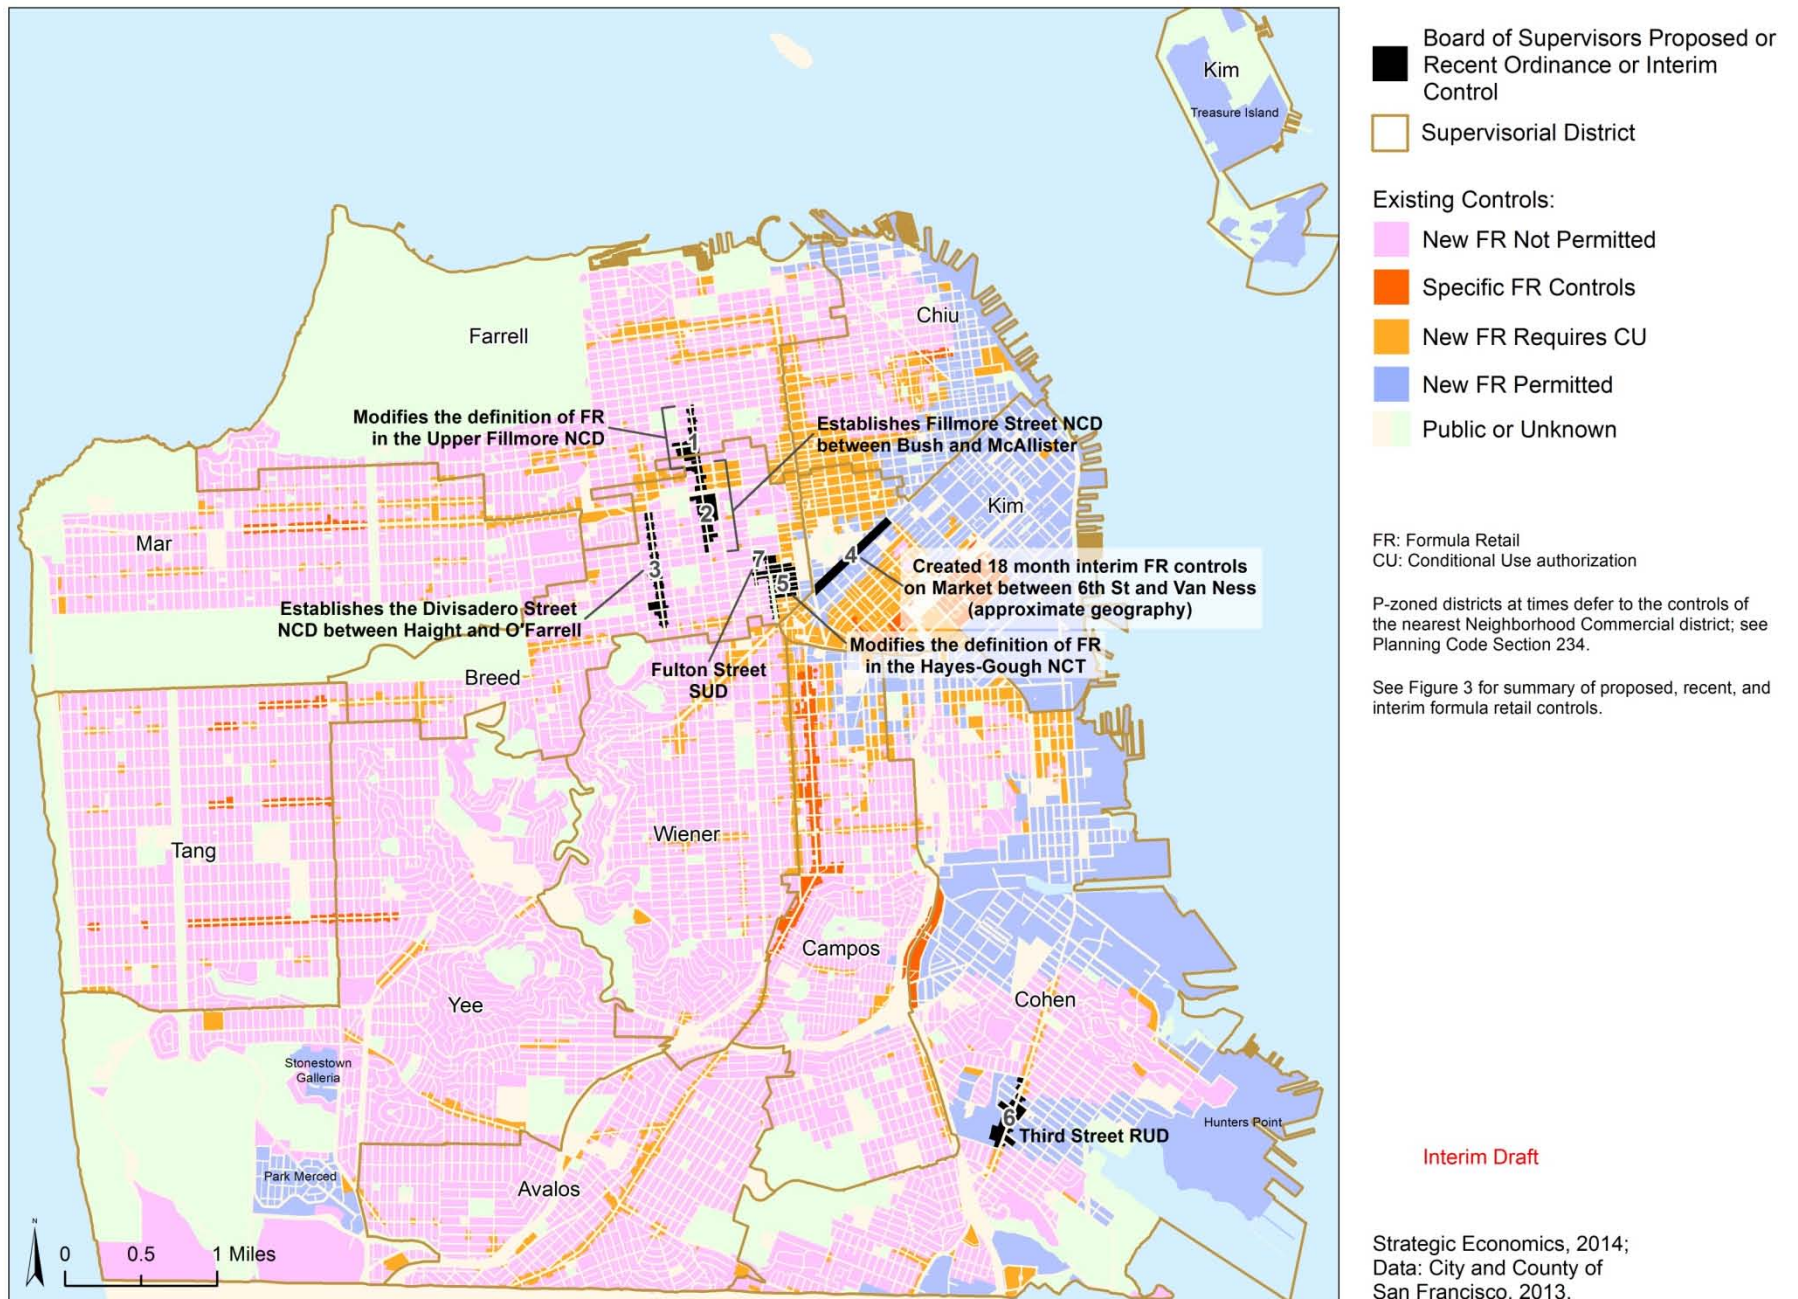 Board of Supervisors Proposed or
Recent Ordinance or Interim
Control
Supervisorial District
Existing Controls:
New FR Not Permitted
Specific FR Controls
New FR Requires CU
New FR Permitted
Public or Unknown
FR: Formula Retail
CU: Conditional Use authorization
P-zoned districts at times defer to the controls of
the nearest Neighborhood Commercial district; see
Planning Code Section 234.
See Figure 3 for summary of proposed, recent, and
interim formula retail controls.
Interim Draft
Strategic Economics, 2014;
Data: City and County of
San Francisco, 2013.
Kim
Treasure Island
Chiu
Farrell
Modifies the definition of FR
in the Upper Fillmore NCD
1
Establishes Fillmore Street NCD
between Bush and McAllister
2
Kim
Mar
3
7
5
4
Created 18 month interim FR controls
on Market between 6th St and Van Ness
(approximate geography)
Establishes the Divisadero Street
NCD between Haight and O'Farrell
Modifies the definition of FR
in the Hayes-Gough NCT
Fulton Street
SUD
Breed
Wiener
Tang
Campos
Yee
Cohen
Stonestown
Galleria
6
Third Street RUD
Hunters Point
Park Merced
Avalos
N
0 0.5 1 Miles